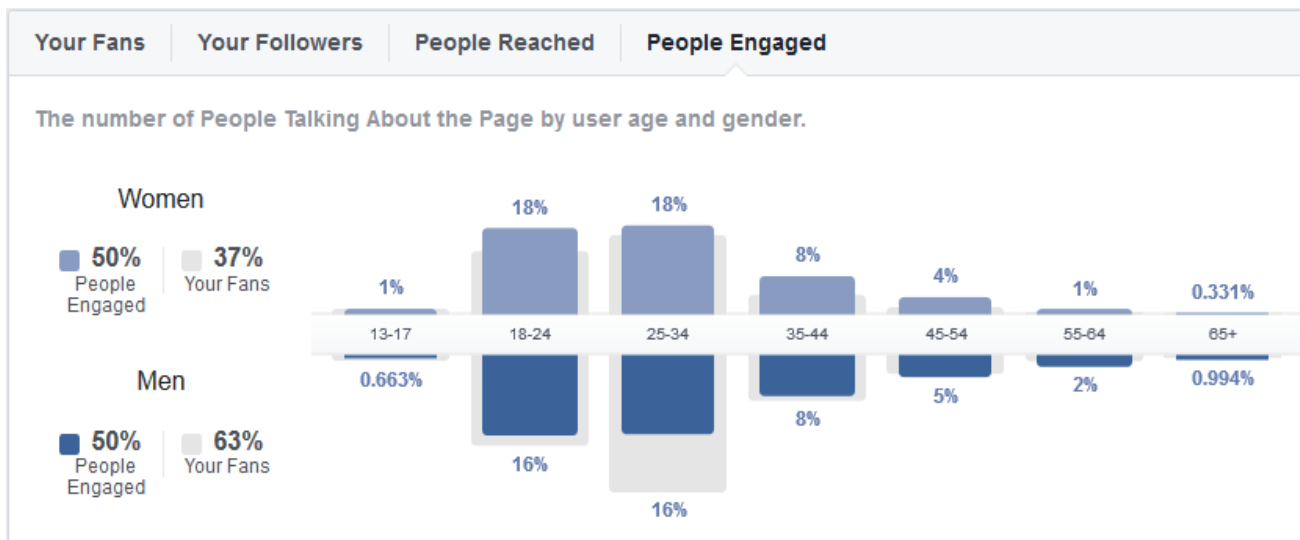 Your Fans Your Followers People Reached People Engaged
The number of People Talking About the Page by user age and gender.
Women
50% 37%
People Your Fans
Engaged
18% 18% 8% 4% 1% 0.331%
1%
13-17 18-24 25-34 35-44 45-54 55-64 65+
Men
50% 63%
People Your Fans
Engaged
0.663% 16% 16% 8% 5% 2% 0.994%